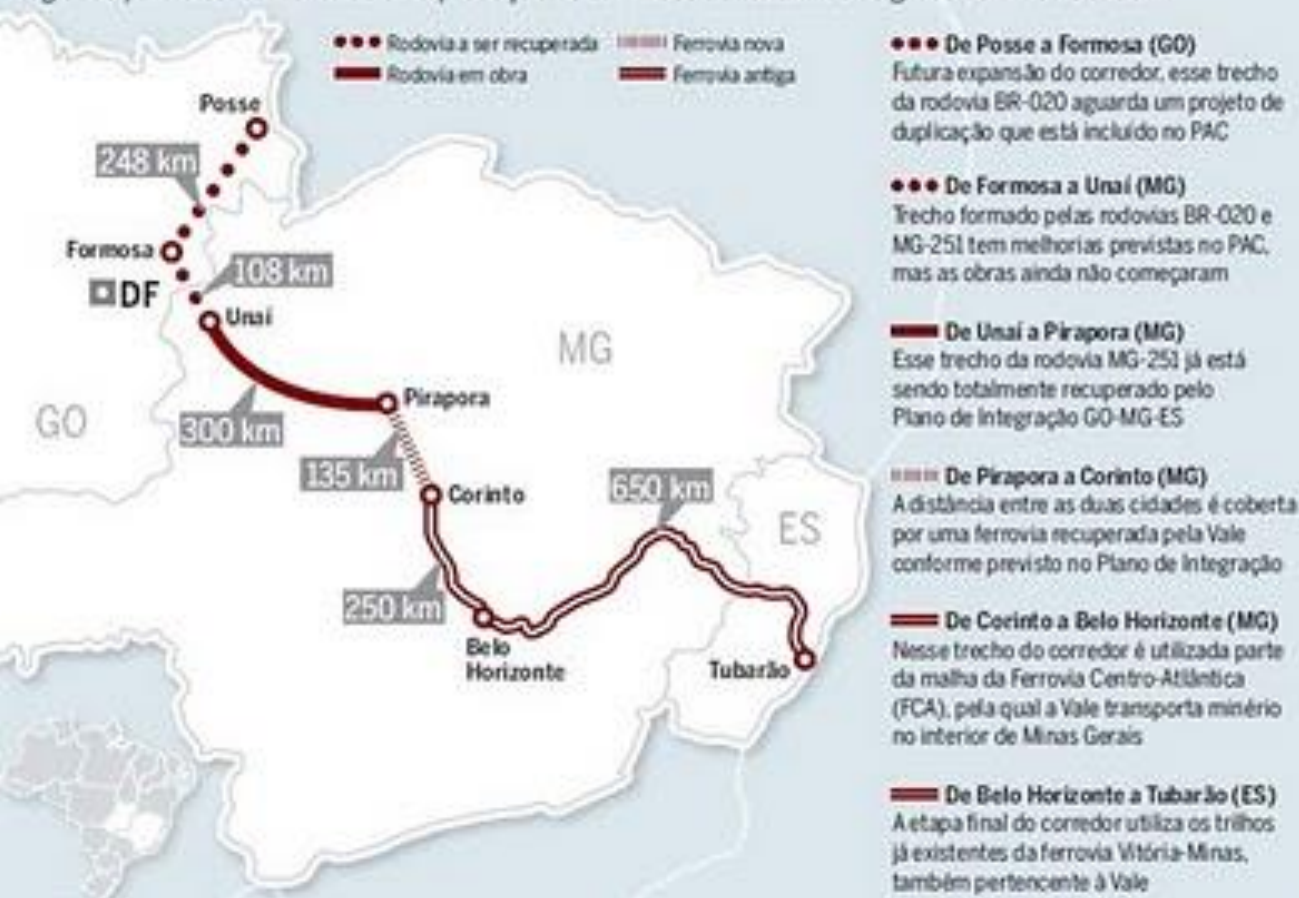 ••• Rodovia a ser recuperada
Ferrovia nova
Rodovia em obra
Ferrovia antiga
Posse
248 km
Formosa
108 km
DF
Unaí
MG
Pirapora
GO
300 km
135 km
Corinto
650 km
ES
250 km
Belo
Horizonte
Tubarão
••• De Posse a Formosa (GO)
Futura expansão do corredor, esse trecho
da rodovia BR-020 aguarda um projeto de
duplicação que está incluído no PAC
••• De Formosa a Unaí (MG)
Trecho formado pelas rodovias BR-020 e
MG-251 tem melhorias previstas no PAC,
mas as obras ainda não começaram
De Unaí a Pirapora (MG)
Esse trecho da rodovia MG-251 já está
sendo totalmente recuperado pelo
Plano de Integração GO-MG-ES
De Pirapora a Corinto (MG)
A distância entre as duas cidades é coberta
por uma ferrovia recuperada pela Vale
conforme previsto no Plano de Integração
De Corinto a Belo Horizonte (MG)
Nesse trecho do corredor é utilizada parte
da malha da Ferrovia Centro-Atlântica
(FCA), pela qual a Vale transporta minério
no interior de Minas Gerais
De Belo Horizonte a Tubarão (ES)
A etapa final do corredor utiliza os trilhos
já existentes da ferrovia Vitória-Minas,
também pertencente à Vale